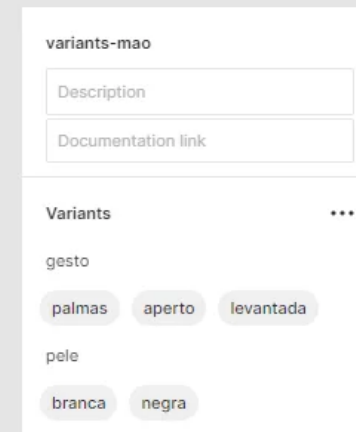 variants-mao
Description
Documentation link
Variants
gesto
palmas aperto levantada
pele
branca negra